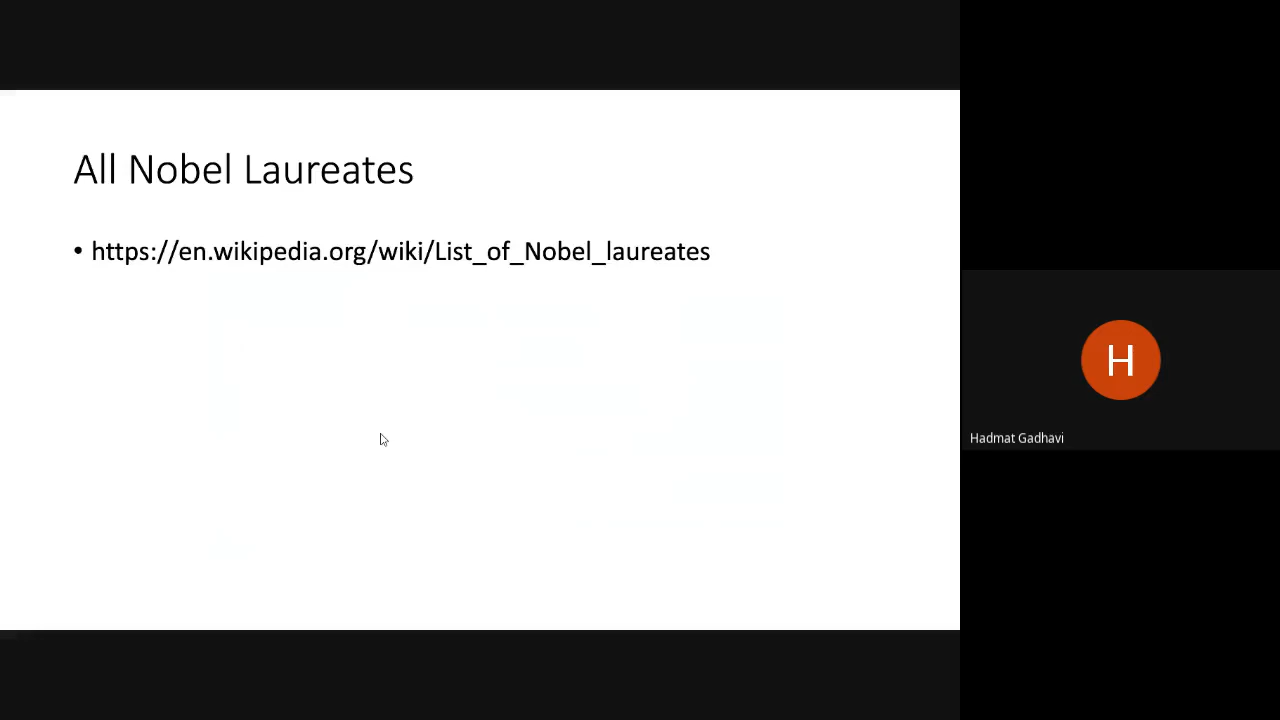 All Nobel Laureates
• https://en.wikipedia.org/wiki/List_of_Nobel_laureates
H
Hadmat Gadhavi